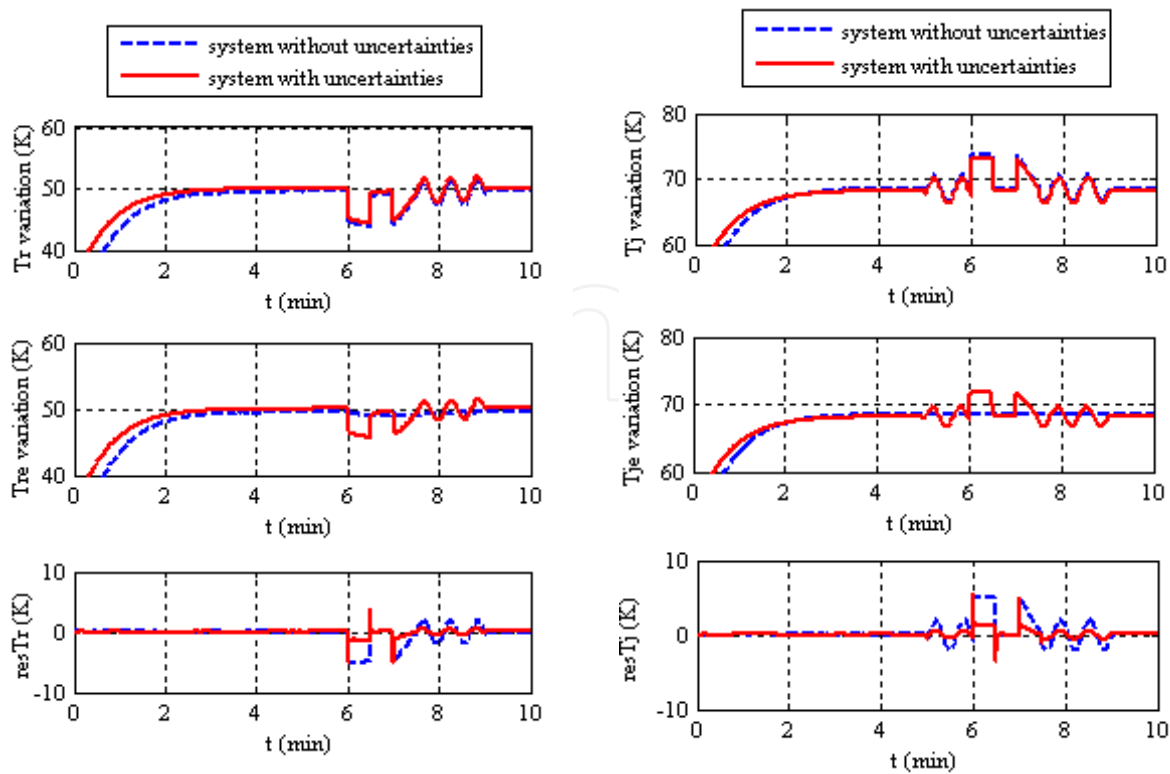 system without uncertainties
system with uncertainties
60
50
40
Tr variation (K)
0 2 4 6 8 10
t (min)
60
50
40
Tre variation (K)
0 2 4 6 8 10
t (min)
10
0
-10
resTr (K)
0 2 4 6 8 10
t (min)
system without uncertainties
system with uncertainties
80
70
60
Tj variation (K)
0 2 4 6 8 10
t (min)
80
70
60
Tje variation (K)
0 2 4 6 8 10
t (min)
10
0
-10
resTj (K)
0 2 4 6 8 10
t (min)